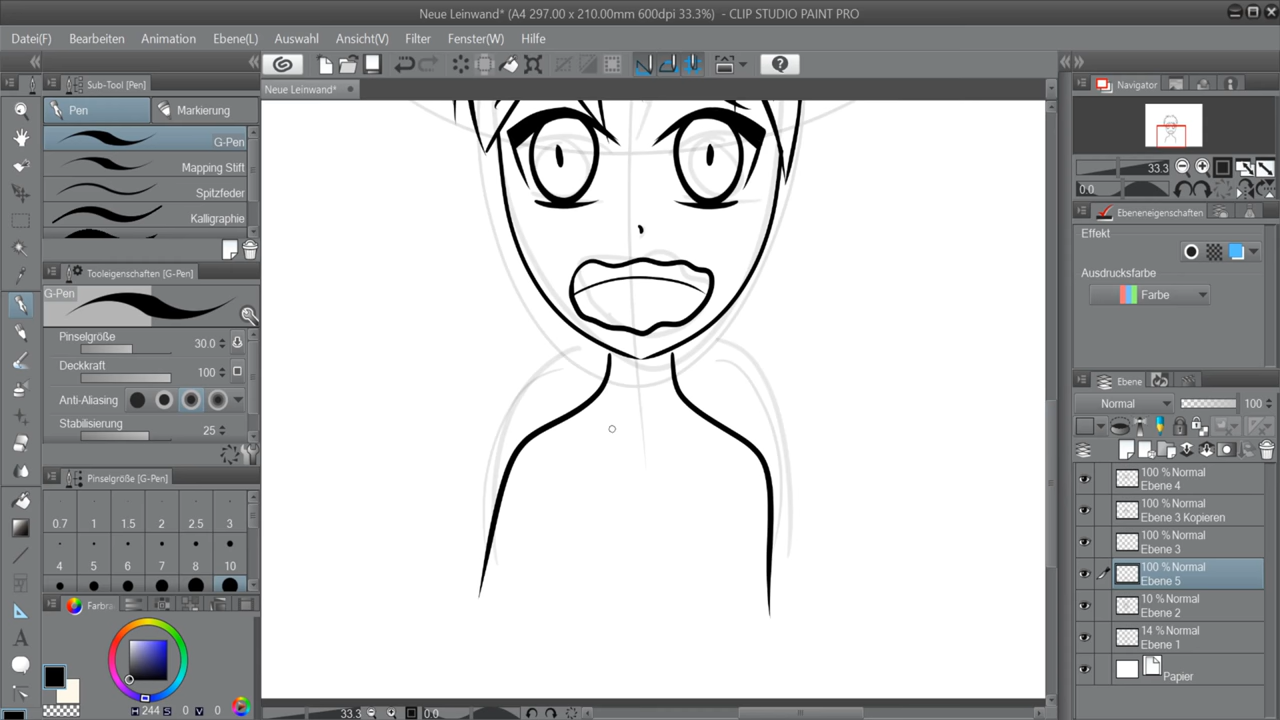 Neue Leinwand* (A4 297.00 x 210.00mm 600dpi 33.3%) - CLIP STUDIO PAINT PRO
Datei(F) Bearbeiten Animation Ebene(L) Auswahl Ansicht(V) Filter Fenster(W) Hilfe
Sub-Tool [Pen]
Neue Leinwand*
Navigator
Pen
Markierung
G-Pen
Mapping Stift
Spitzfeder
Kalligraphie
33.3
0.0
Ebeneneigenschaften
Effekt
Ausdrucksfarbe
Farbe
Tooleigenschaften [G-Pen]
G-Pen
Pinselgröße 30.0
Deckkraft 100
Anti-Aliasing
Stabilisierung 25
Pinselgröße [G-Pen]
0.7 1 1.5 2 2.5 3
4 5 6 7 8 10
Farbra
H 244 S 0 V 0
Ebene
Normal 100
100 % Normal
Ebene 4
100 % Normal
Ebene 3 Kopieren
100 % Normal
Ebene 3
100 % Normal
Ebene 5
10 % Normal
Ebene 2
14 % Normal
Ebene 1
Papier
33.3 0.0